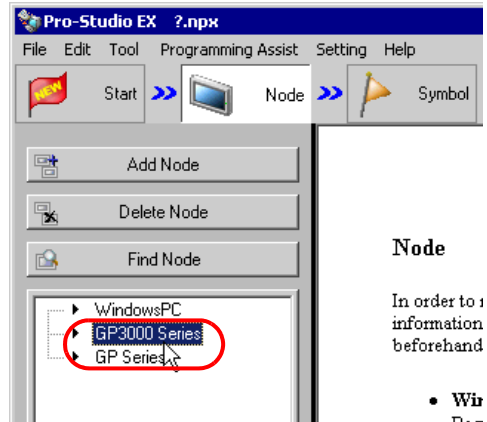 Pro-Studio EX ?.npx
File Edit Tool Programming Assist Setting Help
NEW Start Node Symbol
Add Node
Delete Node
Find Node
WindowsPC
GP3000 Series
GP Series
Node
In order to
information
beforehand